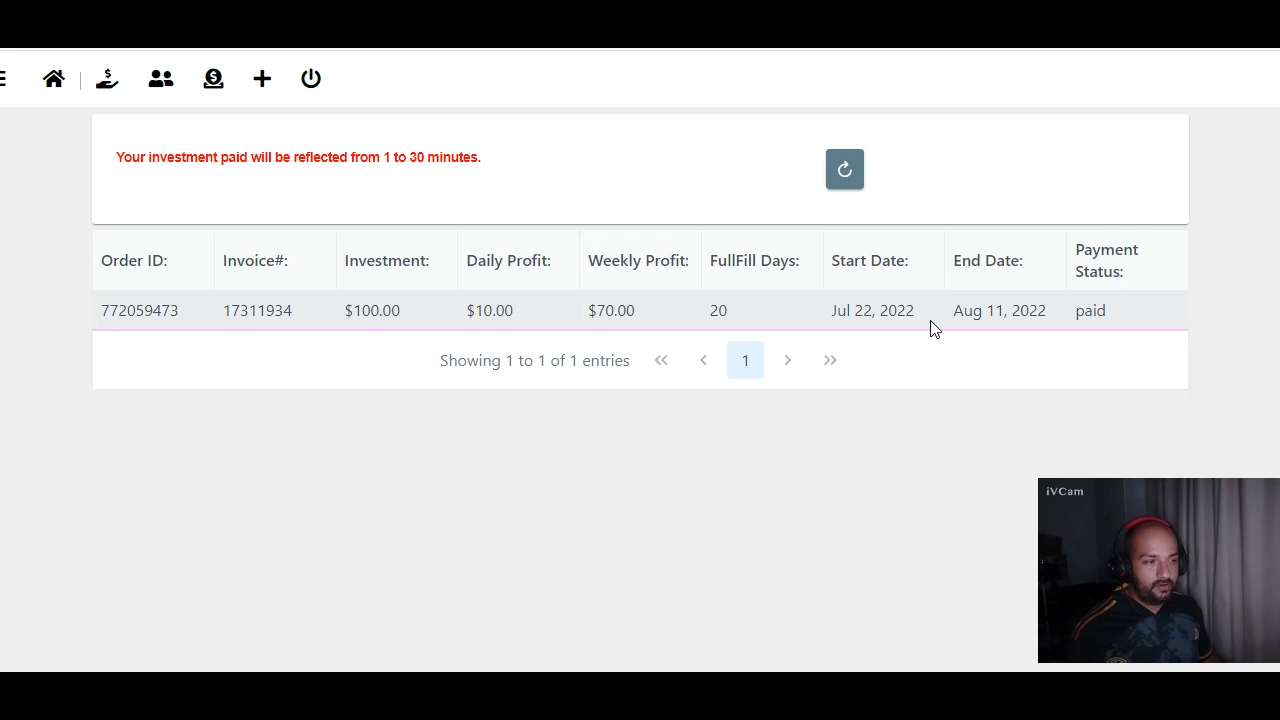 Your investment paid will be reflected from 1 to 30 minutes.
Order ID: Invoice#: Investment: Daily Profit: Weekly Profit: FullFill Days: Start Date: End Date: Payment Status:
772059473 17311934 $100.00 $10.00 $70.00 20 Jul 22, 2022 Aug 11, 2022 paid
Showing 1 to 1 of 1 entries << < 1 > >>
iVCam